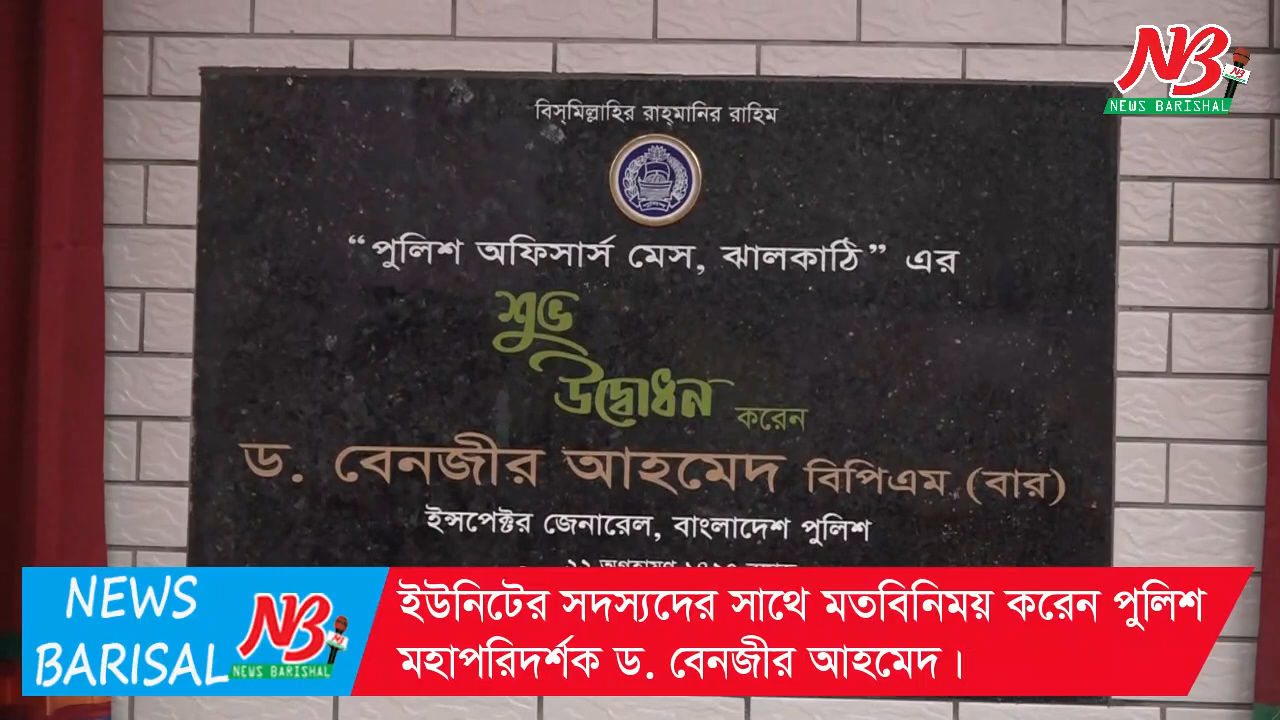 বিস্‌মিল্লাহির রাহ্‌মানির রাহিম
“পুলিশ অফিসার্স মেস, ঝালকাঠি” এর
শুভ
উদ্বোধন করেন
ড. বেনজীর আহমেদ বিপিএম (বার)
ইন্সপেক্টর জেনারেল, বাংলাদেশ পুলিশ
NB
NEWS BARISHAL
NEWS
BARISAL
NB
NEWS BARISHAL
ইউনিটের সদস্যদের সাথে মতবিনিময় করেন পুলিশ
মহাপরিদর্শক ড. বেনজীর আহমেদ।